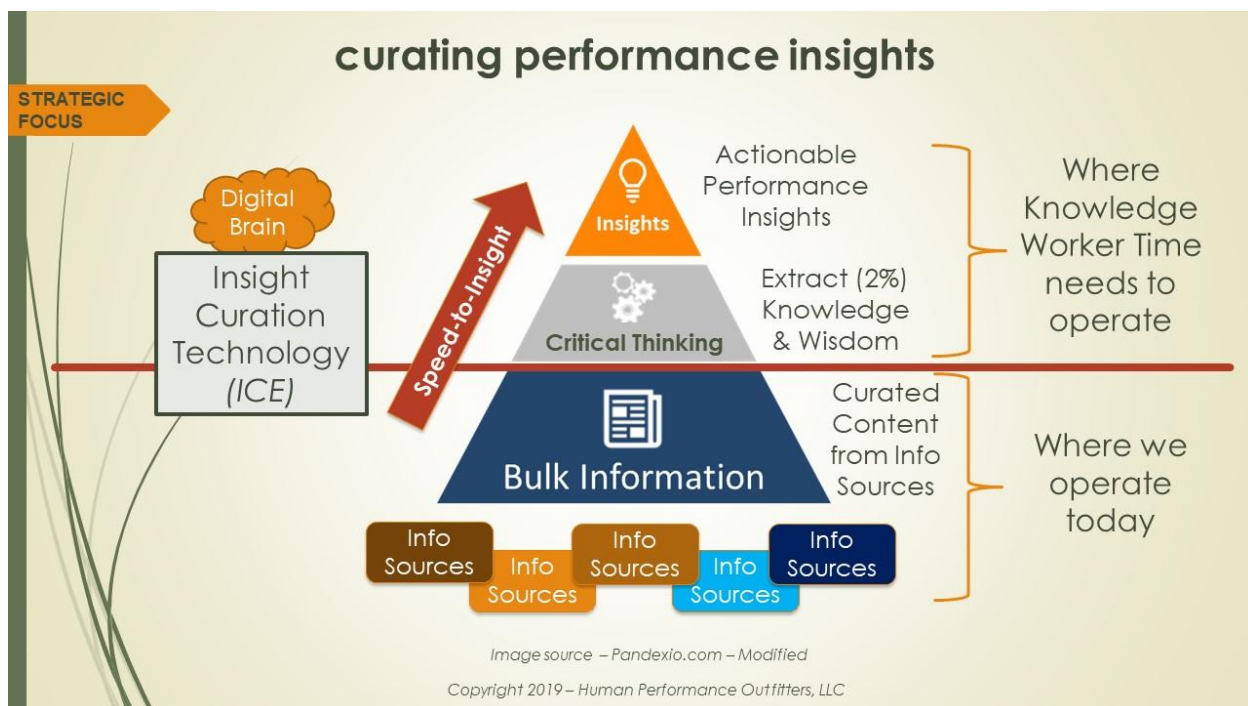 curating performance insights
STRATEGIC
FOCUS
Digital
Brain
Insight
Curation
Technology
(ICE)
Speed-to-Insight
Insights
Critical Thinking
Bulk Information
Actionable
Performance
Insights
Extract (2%)
Knowledge
& Wisdom
Curated
Content
from Info
Sources
Where
Knowledge
Worker Time
needs to
operate
Where we
operate
today
Info
Sources
Info
Sources
Info
Sources
Info
Sources
Info
Sources
Image source – Pandexio.com – Modified
Copyright 2019 – Human Performance Outfitters, LLC